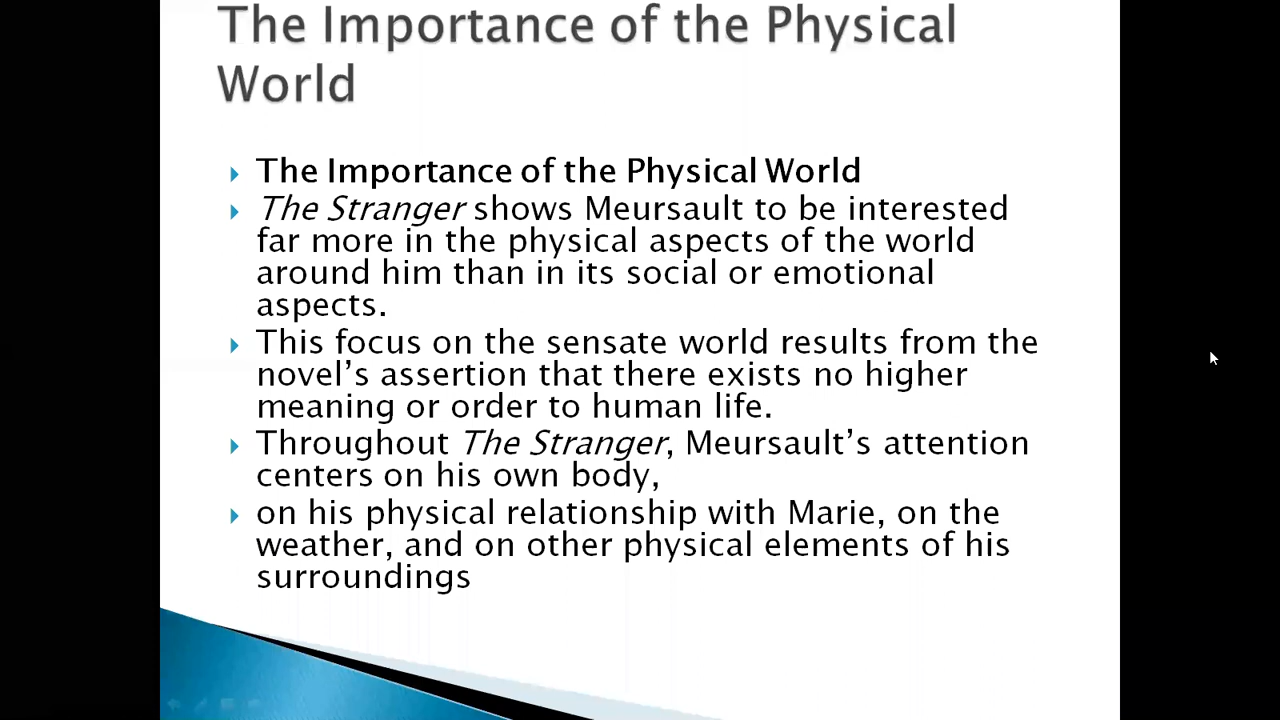 The Importance of the Physical
World
The Importance of the Physical World
The Stranger shows Meursault to be interested
far more in the physical aspects of the world
around him than in its social or emotional
aspects.
This focus on the sensate world results from the
novel’s assertion that there exists no higher
meaning or order to human life.
Throughout The Stranger, Meursault’s attention
centers on his own body,
on his physical relationship with Marie, on the
weather, and on other physical elements of his
surroundings